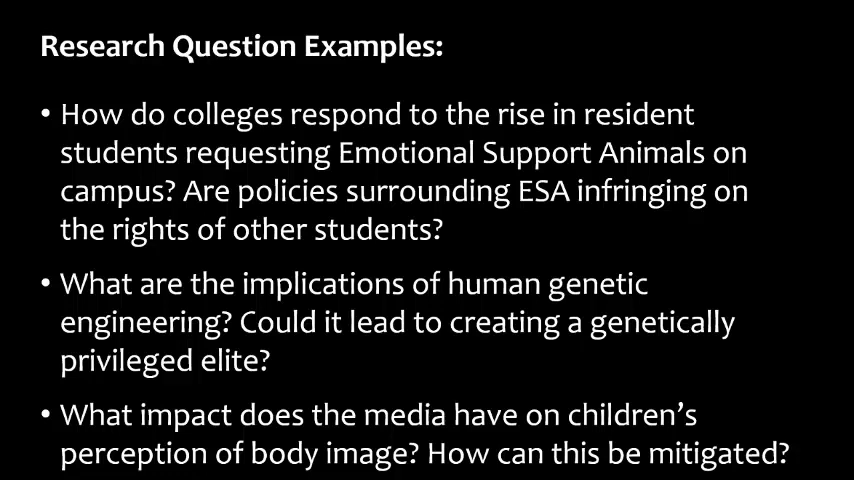 Research Question Examples:
• How do colleges respond to the rise in resident
students requesting Emotional Support Animals on
campus? Are policies surrounding ESA infringing on
the rights of other students?
• What are the implications of human genetic
engineering? Could it lead to creating a genetically
privileged elite?
• What impact does the media have on children’s
perception of body image? How can this be mitigated?